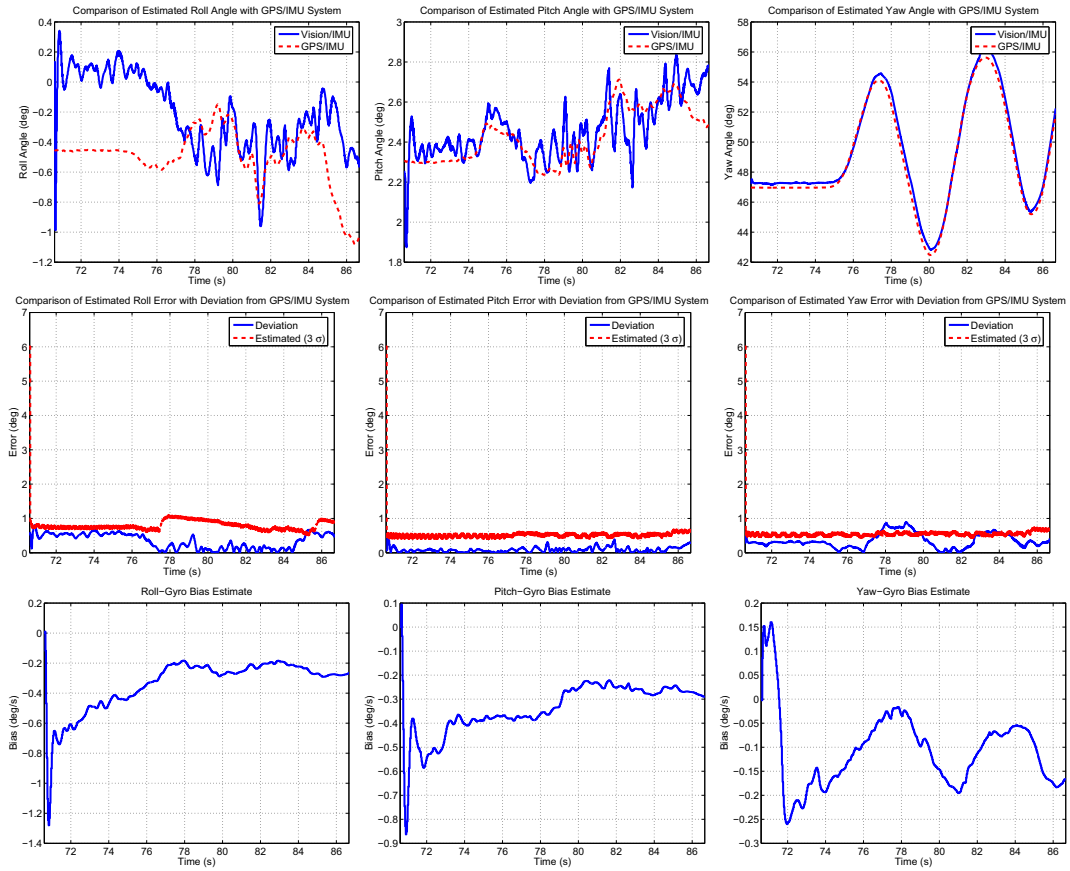 Comparison of Estimated Roll Angle with GPS/IMU System
Roll Angle (deg)
0.4
0.2
0
−0.2
−0.4
−0.6
−0.8
−1
−1.2
Vision/IMU
GPS/IMU
72 74 76 78 80 82 84 86
Time (s)
Comparison of Estimated Pitch Angle with GPS/IMU System
Pitch Angle (deg)
3
2.8
2.6
2.4
2.2
2
1.8
Vision/IMU
GPS/IMU
72 74 76 78 80 82 84 86
Time (s)
Comparison of Estimated Yaw Angle with GPS/IMU System
Yaw Angle (deg)
58
56
54
52
50
48
46
44
42
Vision/IMU
GPS/IMU
72 74 76 78 80 82 84 86
Time (s)
Comparison of Estimated Roll Error with Deviation from GPS/IMU System
Error (deg)
7
6
5
4
3
2
1
0
Deviation
Estimated (3 σ)
72 74 76 78 80 82 84 86
Time (s)
Comparison of Estimated Pitch Error with Deviation from GPS/IMU System
Error (deg)
7
6
5
4
3
2
1
0
Deviation
Estimated (3 σ)
72 74 76 78 80 82 84 86
Time (s)
Comparison of Estimated Yaw Error with Deviation from GPS/IMU System
Error (deg)
7
6
5
4
3
2
1
0
Deviation
Estimated (3 σ)
72 74 76 78 80 82 84 86
Time (s)
Roll−Gyro Bias Estimate
Bias (deg/s)
0.2
0
−0.2
−0.4
−0.6
−0.8
−1
−1.2
−1.4
72 74 76 78 80 82 84 86
Time (s)
Pitch−Gyro Bias Estimate
Bias (deg/s)
0.1
0
−0.1
−0.2
−0.3
−0.4
−0.5
−0.6
−0.7
−0.8
−0.9
72 74 76 78 80 82 84 86
Time (s)
Yaw−Gyro Bias Estimate
Bias (deg/s)
0.2
0.15
0.1
0.05
0
−0.05
−0.1
−0.15
−0.2
−0.25
−0.3
72 74 76 78 80 82 84 86
Time (s)